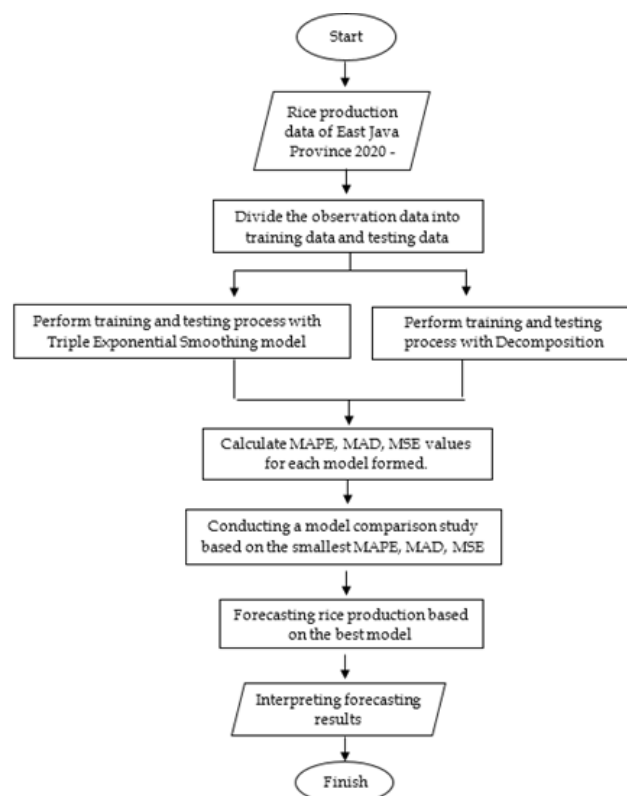 Start
Rice production
data of East Java
Province 2020 -
Divide the observation data into
training data and testing data
Perform training and testing process with
Triple Exponential Smoothing model
Perform training and testing
process with Decomposition
Calculate MAPE, MAD, MSE values
for each model formed.
Conducting a model comparison study
based on the smallest MAPE, MAD, MSE
Forecasting rice production based
on the best model
Interpreting forecasting
results
Finish